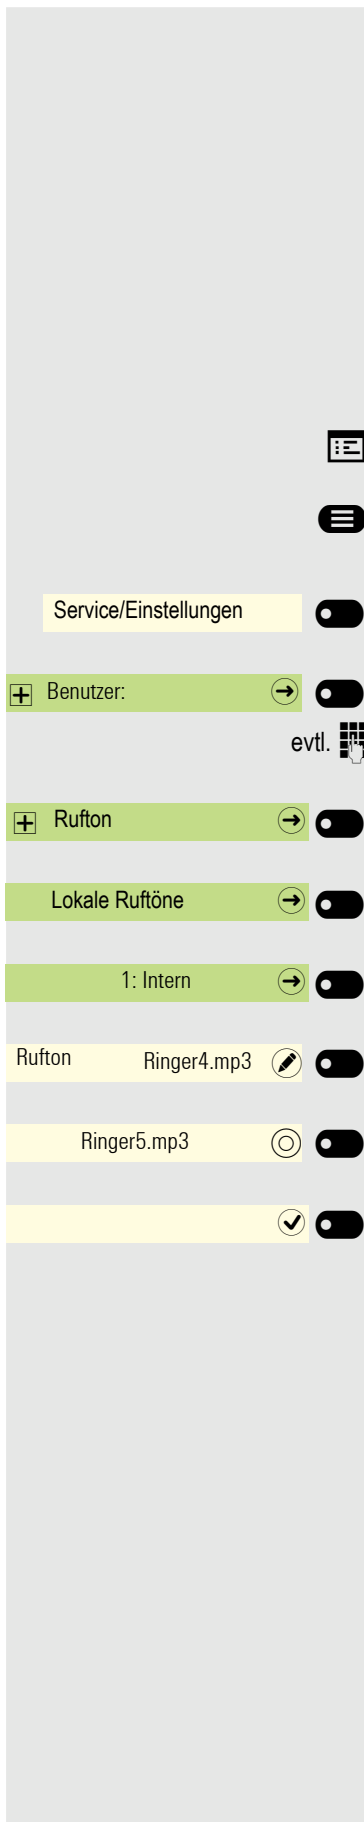 Service/Einstellungen
Benutzer:
evtl.
Rufton
Lokale Ruftöne
1: Intern
Rufton Ringer4.mp3
Ringer5.mp3